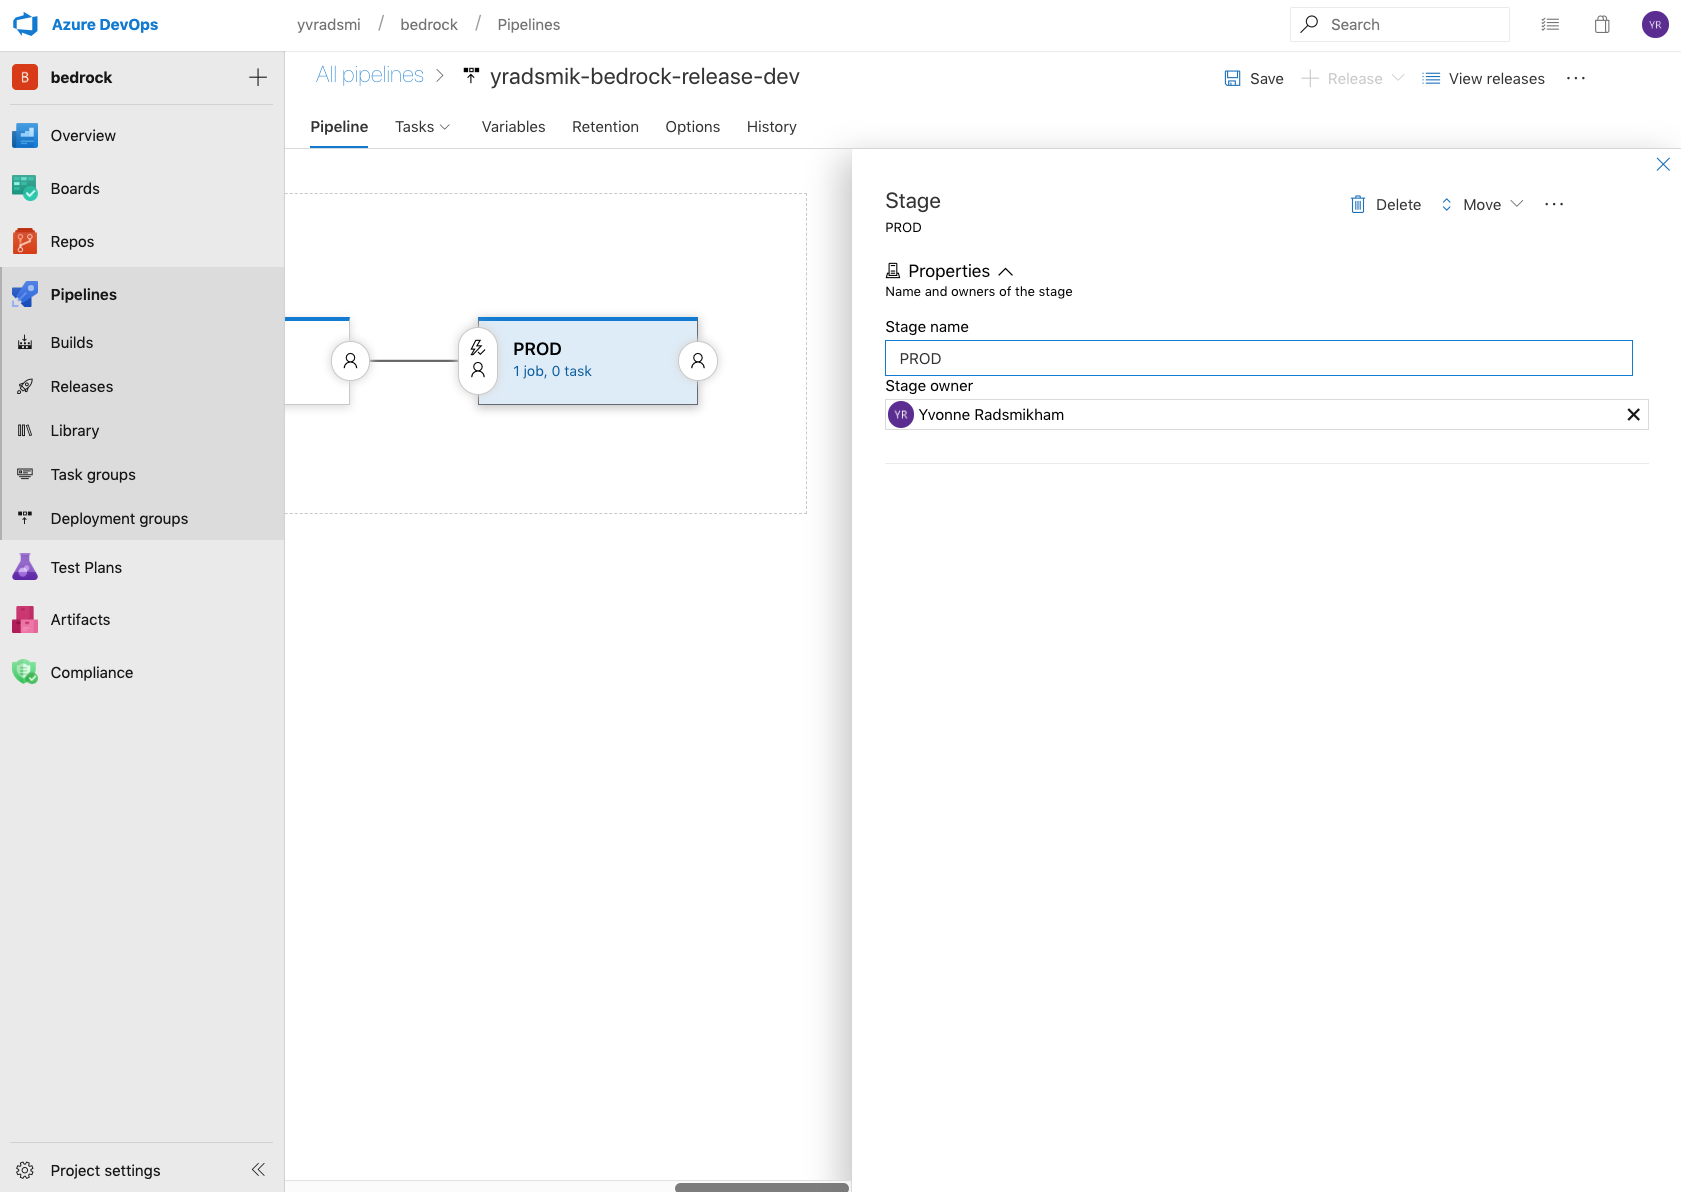 Azure DevOps
yvradsmi / bedrock / Pipelines
Search
YR
B bedrock
Overview
Boards
Repos
Pipelines
Builds
Releases
Library
Task groups
Deployment groups
Test Plans
Artifacts
Compliance
Project settings
All pipelines > yradsmik-bedrock-release-dev
Save
Release
View releases
Pipeline Tasks Variables Retention Options History
PROD
1 job, 0 task
Stage
PROD
Delete
Move
Properties
Name and owners of the stage
Stage name
PROD
Stage owner
YR Yvonne Radsmikham